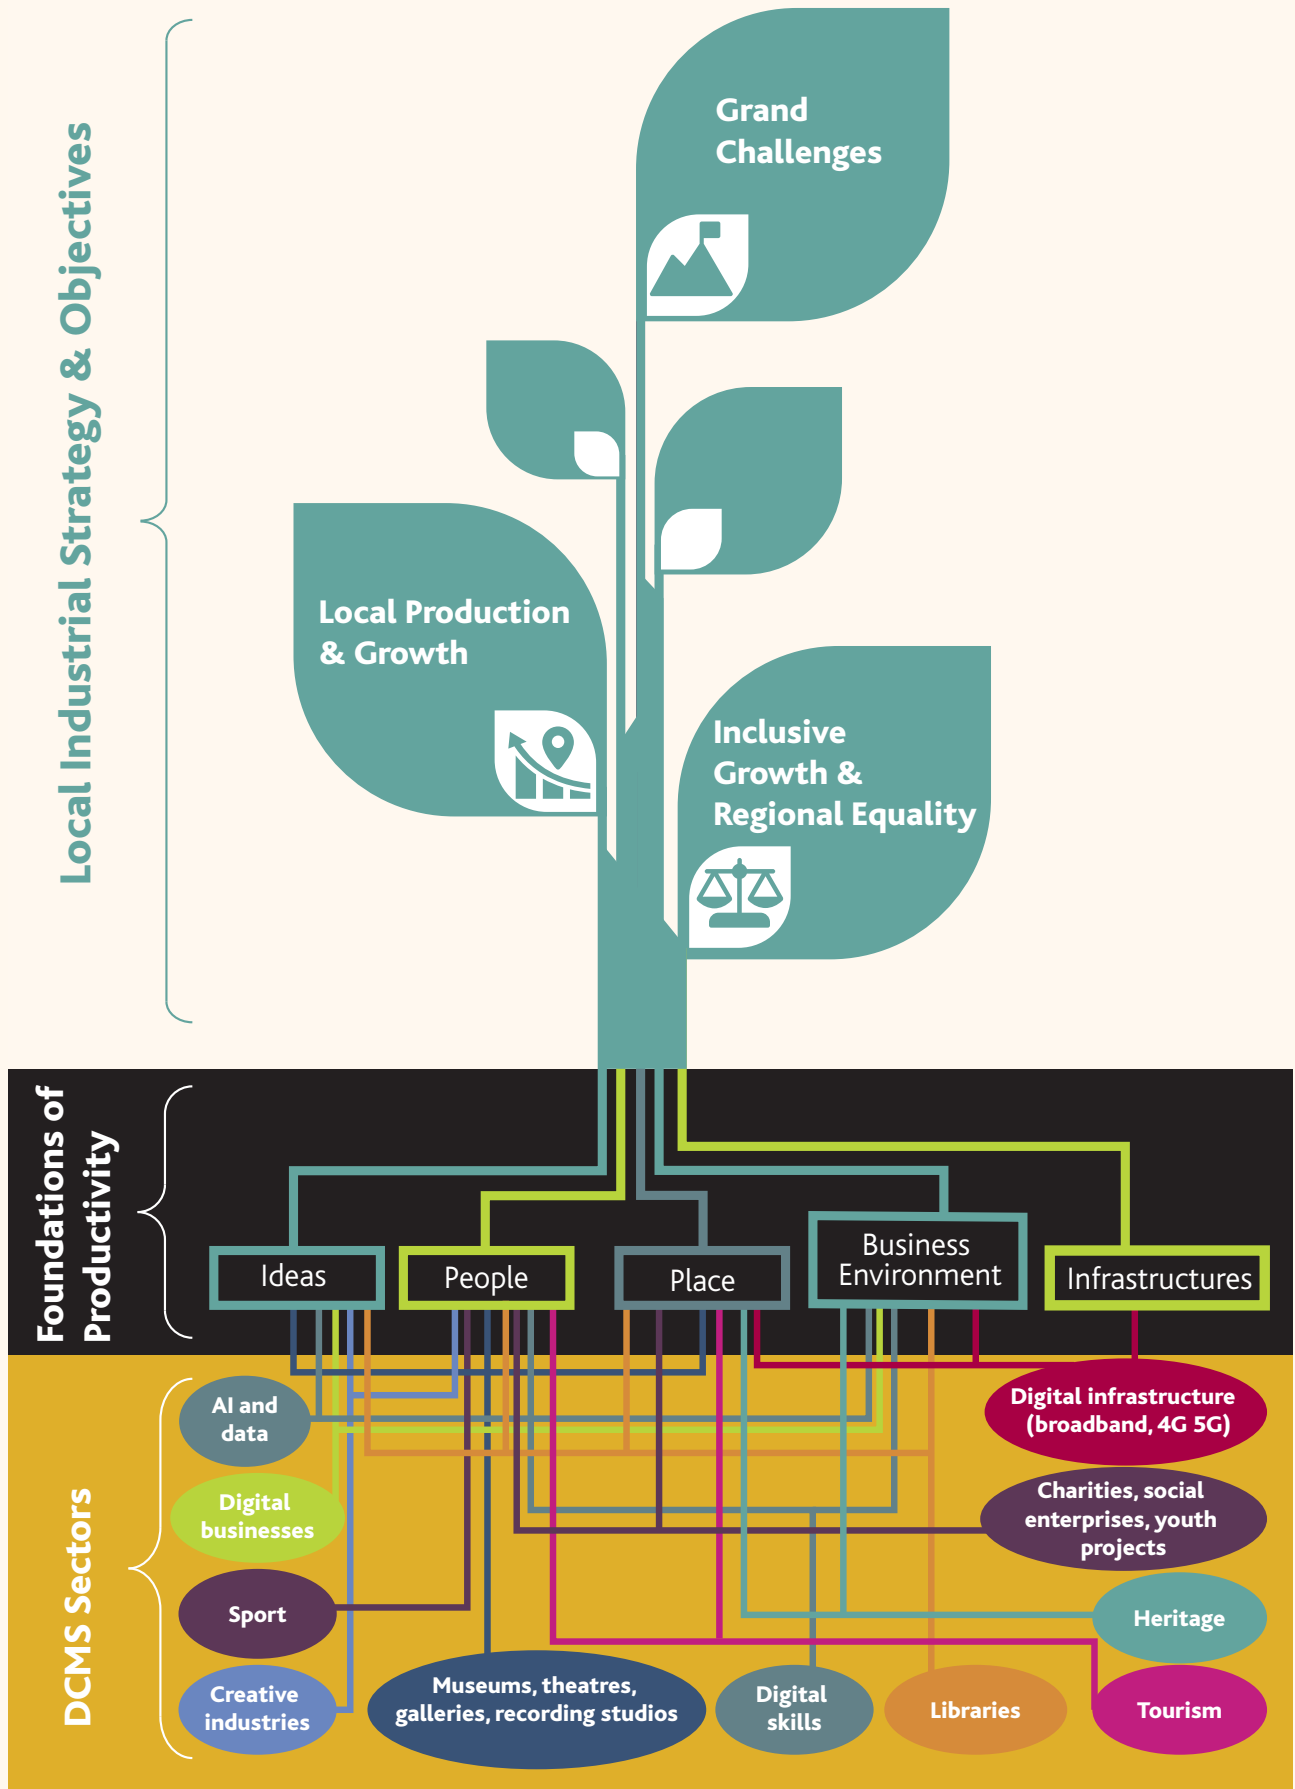 Local Industrial Strategy & Objectives
Grand
Challenges
Local Production
& Growth
Inclusive
Growth &
Regional Equality
Foundations of
Productivity
Ideas
People
Place
Business
Environment
Infrastructures
DCMS Sectors
AI and
data
Digital infrastructure
(broadband, 4G 5G)
Digital
businesses
Charities, social
enterprises, youth
projects
Sport
Heritage
Creative
industries
Museums, theatres,
galleries, recording studios
Digital
skills
Libraries
Tourism